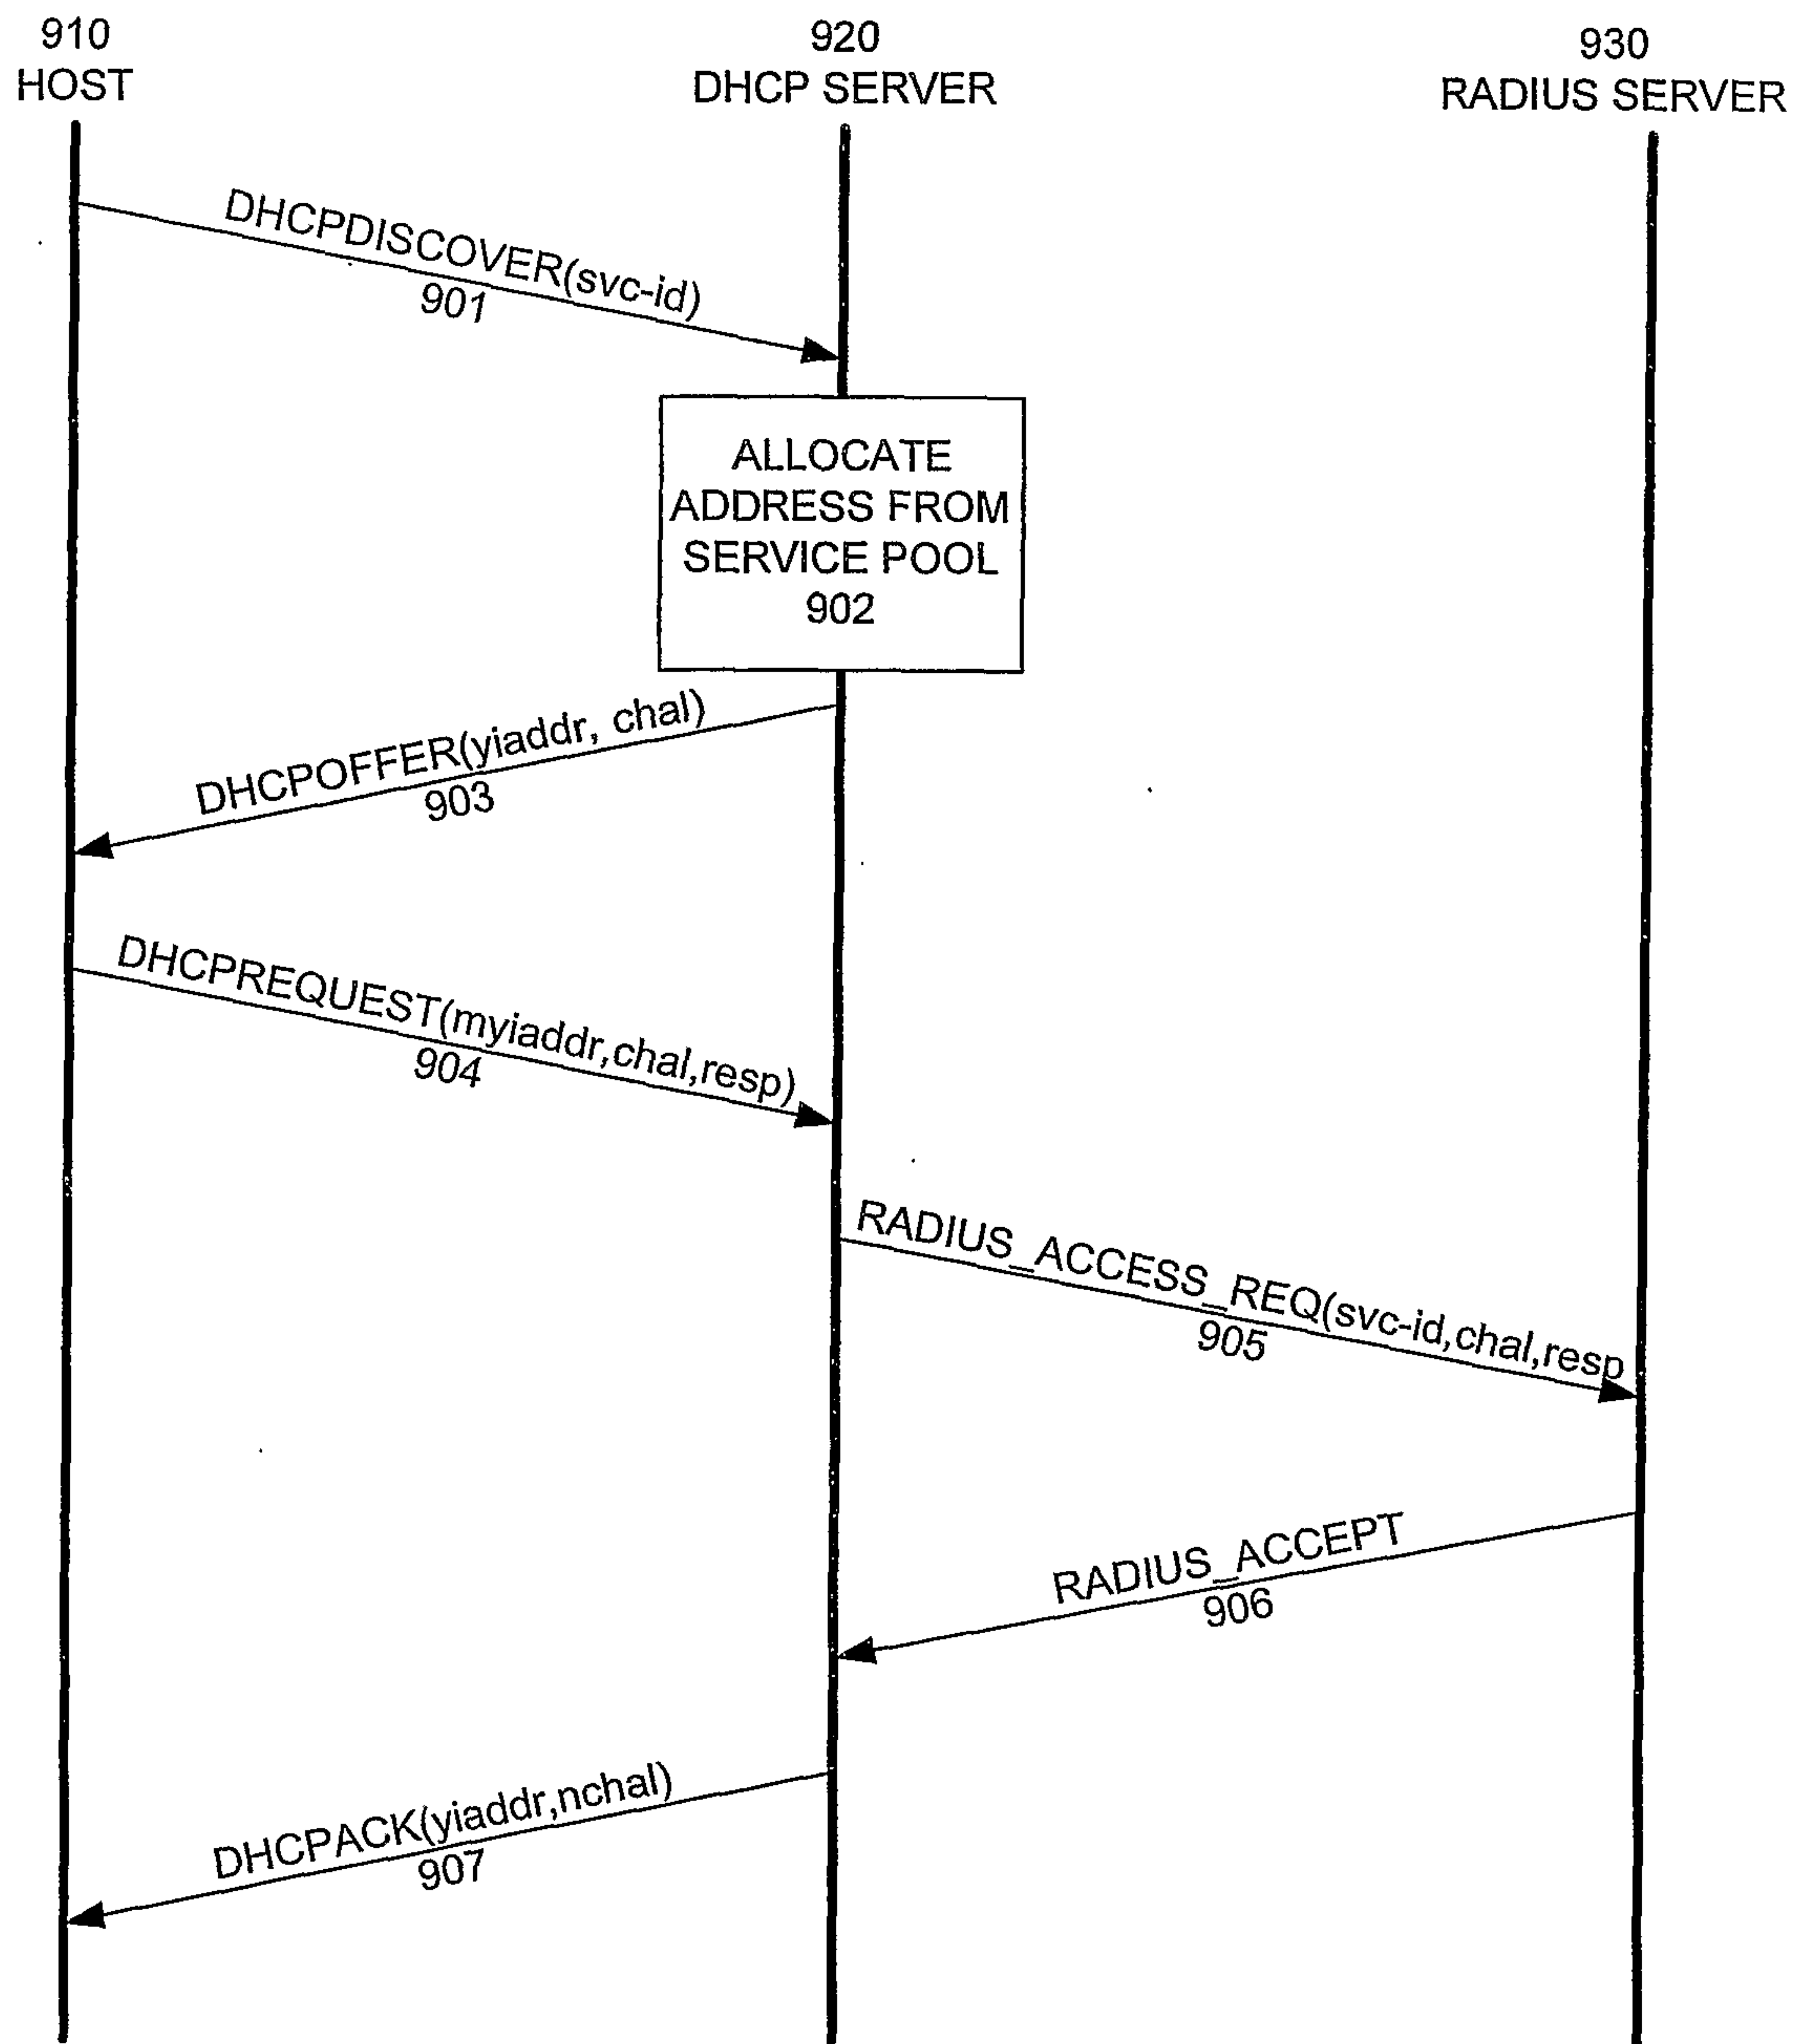 910
HOST
920
DHCP SERVER
930
RADIUS SERVER
DHCPDISCOVER(svc-id)
901
ALLOCATE
ADDRESS FROM
SERVICE POOL
902
DHCPOFFER(yiaddr, chal)
903
DHCPREQUEST(myiaddr,chal,resp)
904
RADIUS_ACCESS_REQ(svc-id,chal,resp
905
RADIUS_ACCEPT
906
DHCPACK(yiaddr,nchal)
907